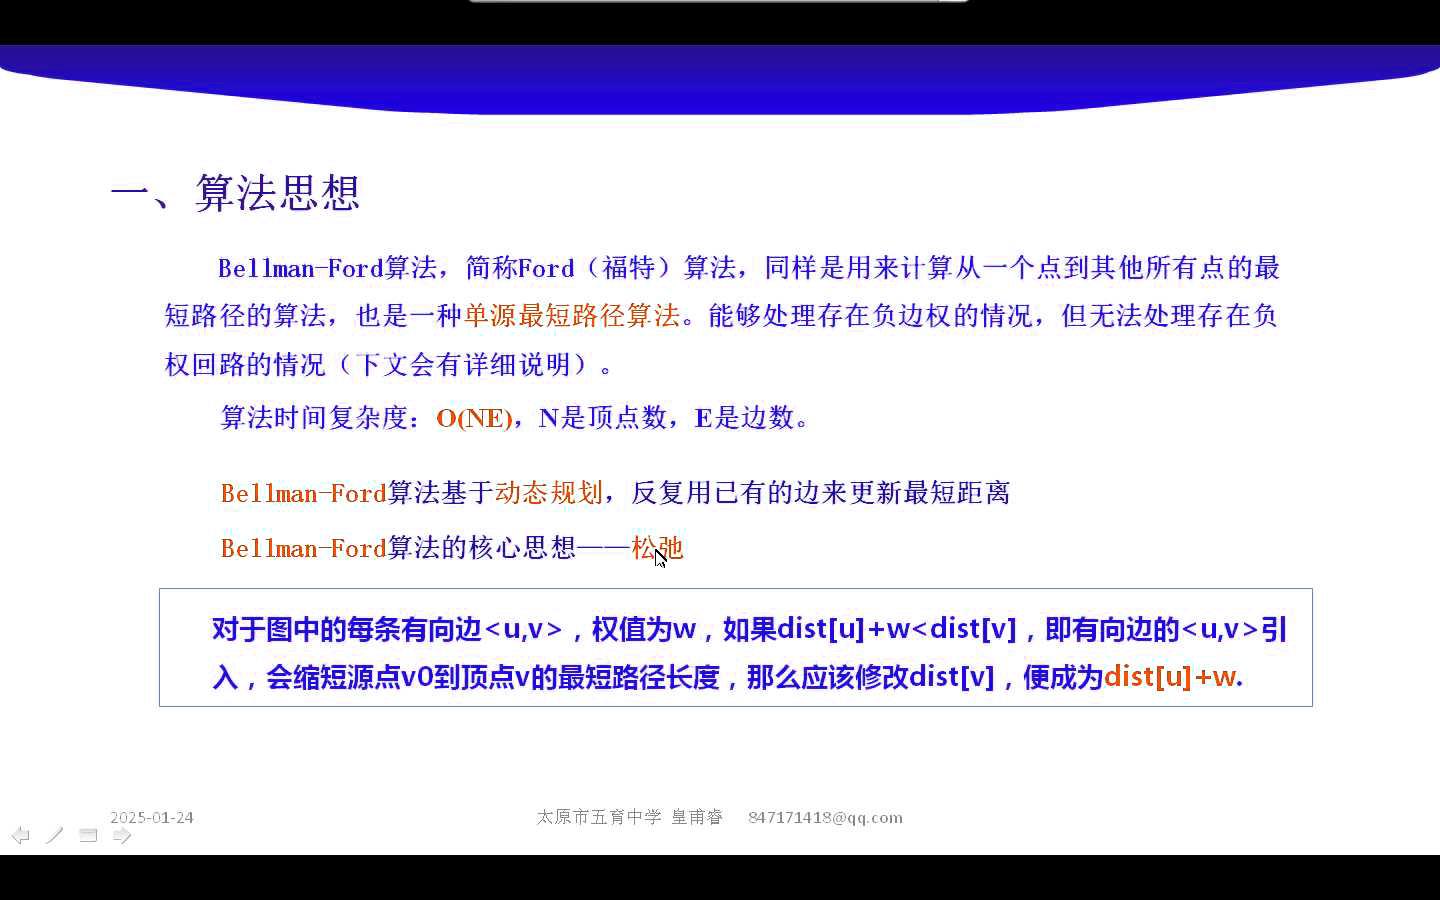 一、算法思想
Bellman-Ford算法，简称Ford（福特）算法，同样是用来计算从一个点到其他所有点的最
短路径的算法，也是一种单源最短路径算法。能够处理存在负边权的情况，但无法处理存在负
权回路的情况（下文会有详细说明）。
算法时间复杂度：O(NE)，N是顶点数，E是边数。
Bellman-Ford算法基于动态规划，反复用已有的边来更新最短距离
Bellman-Ford算法的核心思想——松弛
对于图中的每条有向边<u,v>，权值为w，如果dist[u]+w<dist[v]，即有向边的<u,v>引
入，会缩短源点v0到顶点v的最短路径长度，那么应该修改dist[v]，便成为dist[u]+w.
2025-01-24
太原市五育中学 皇甫睿 847171418@qq.com